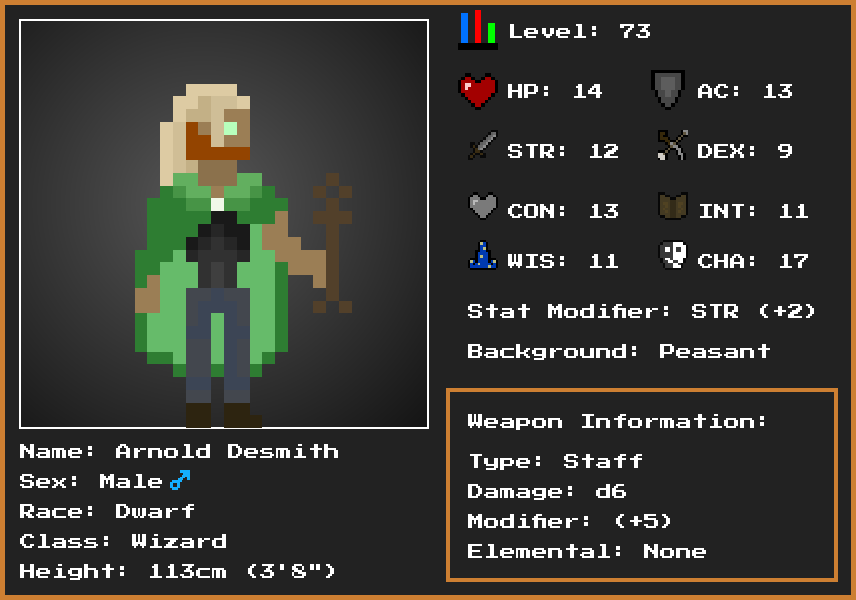 Level: 73
HP: 14
AC: 13
STR: 12
DEX: 9
CON: 13
INT: 11
WIS: 11
CHA: 17
Stat Modifier: STR (+2)
Background: Peasant
Weapon Information:
Type: Staff
Damage: d6
Modifier: (+5)
Elemental: None
Name: Arnold Desmith
Sex: Male ♂
Race: Dwarf
Class: Wizard
Height: 113cm (3'8")